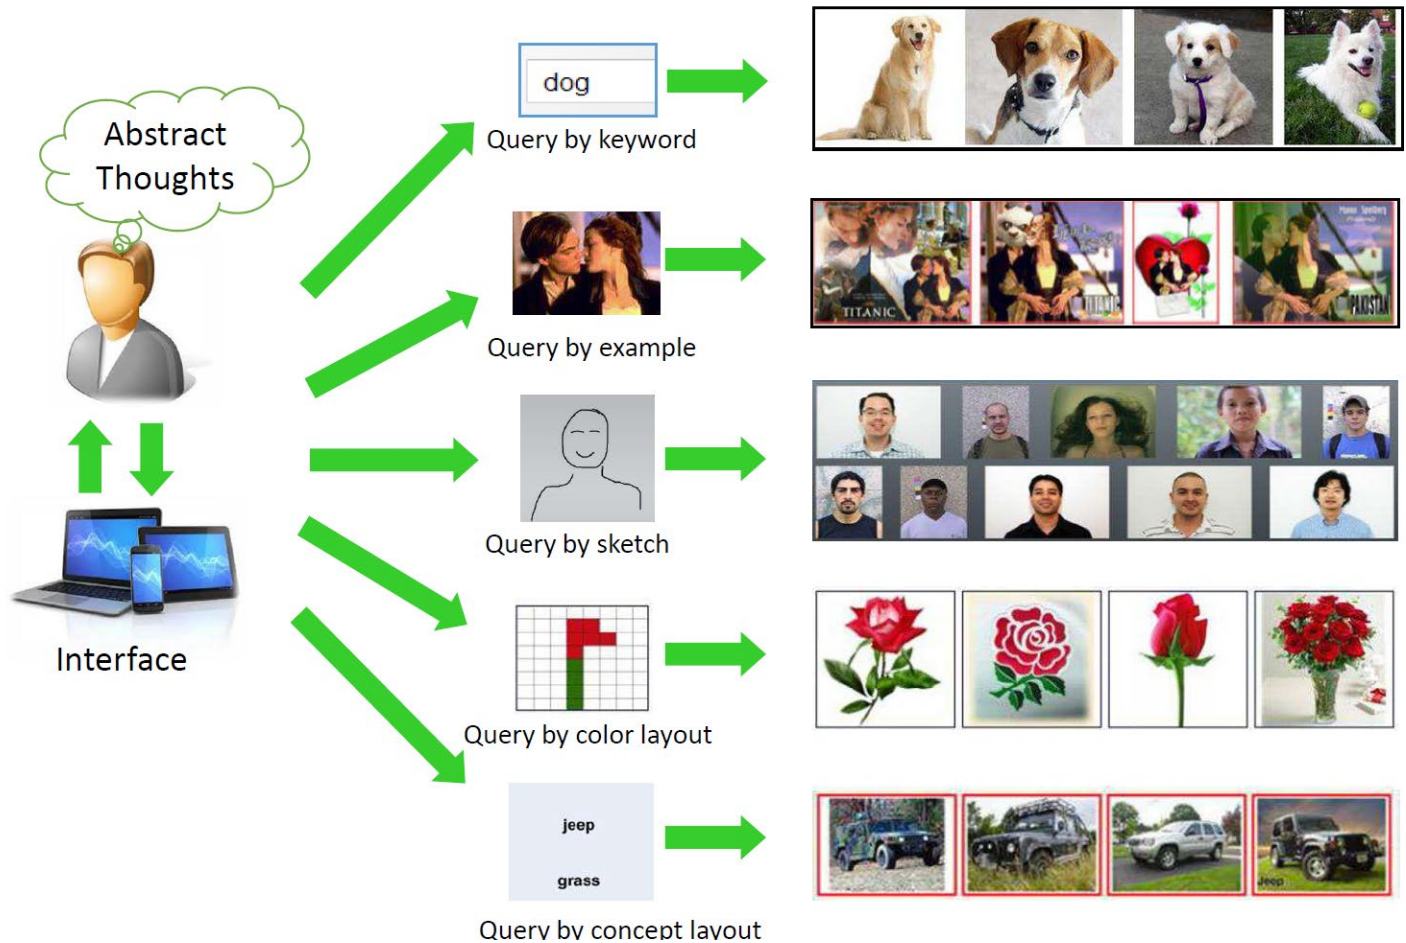 Abstract
Thoughts
Interface
dog
Query by keyword
Query by example
TITANIC
TITANIC
PAKISTAN
Query by sketch
Query by color layout
jeep
grass
Query by concept layout
Jeep